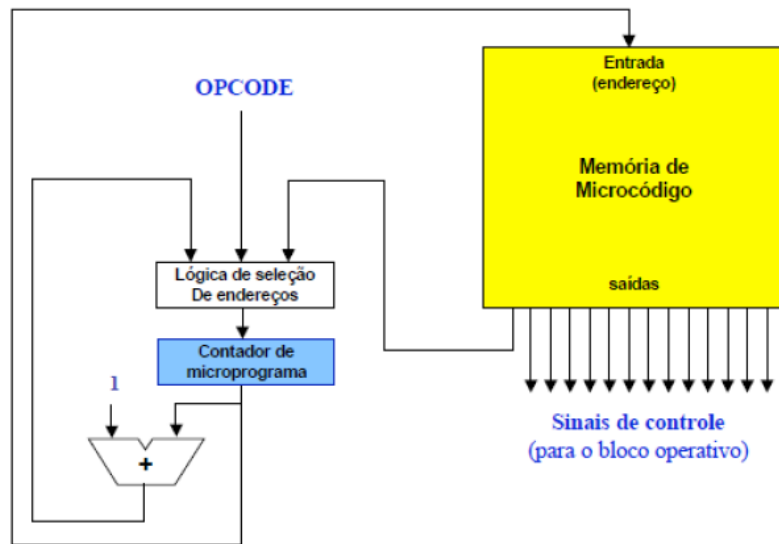 Entrada
(endereço)
OPCODE
Memória de
Microcódigo
Lógica de seleção
De endereços
saídas
Contador de
microprograma
1
+
Sinais de controle
(para o bloco operativo)